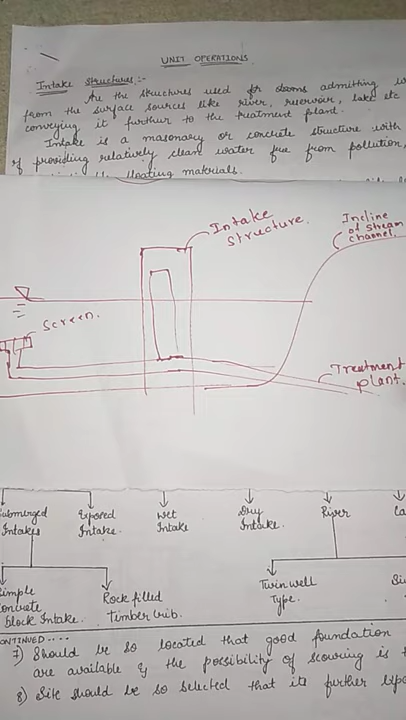 UNIT OPERATIONS
Intake Structures:-
Are the structures used for admitting
from the surface sources like river, reservoir, lake etc
conveying it further to the treatment plant.
Intake is a masonary or concrete structure with
of providing relatively clean water free from pollution,
floating materials.
Intake
Structure.
Incline
of stream
channel.
Screen.
Treatment
plant.
Submerged
Intakes
Exposed
Intake.
Wet
Intake
Dry
Intake.
River
Simple
Concrete
block Intake.
Rock filled
timber crib.
Twin well
Type.
CONTINUED....
7) Should be so located that good foundation
are available & the possibility of scouring is
8) Site should be so selected that its further